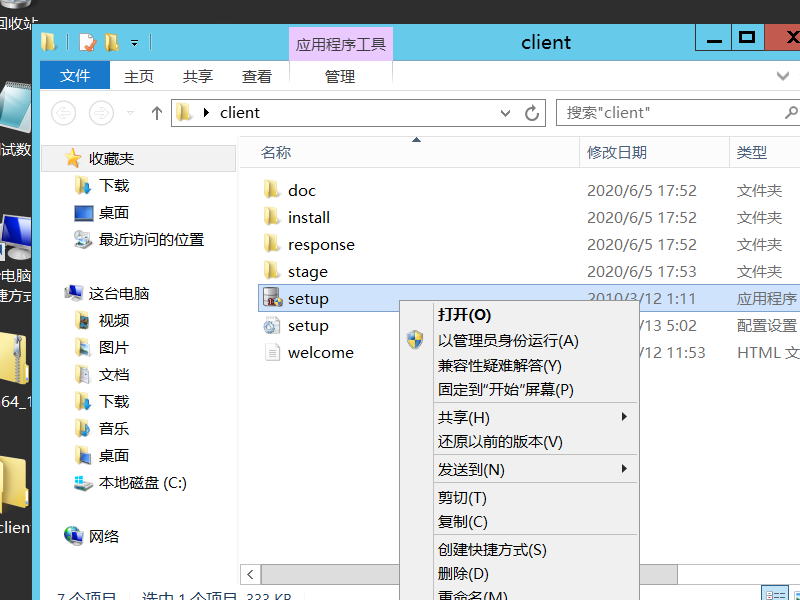 回收站
应用程序工具
client
文件
主页
共享
查看
管理
client
搜索"client"
名称
修改日期
类型
收藏夹
下载
桌面
最近访问的位置
这台电脑
视频
图片
文档
下载
音乐
桌面
本地磁盘 (C:)
网络
doc
2020/6/5 17:52
文件夹
install
2020/6/5 17:52
文件夹
response
2020/6/5 17:52
文件夹
stage
2020/6/5 17:53
文件夹
setup
2010/3/12 1:11
应用程序
setup
/13 5:02
配置设置
welcome
/12 11:53
HTML 文
打开(O)
以管理员身份运行(A)
兼容性疑难解答(Y)
固定到"开始"屏幕(P)
共享(H)
还原以前的版本(V)
发送到(N)
剪切(T)
复制(C)
创建快捷方式(S)
删除(D)
重命名(M)
试数
电脑
捷方式
64_1
client
7 个项目
选中 1 个项目 333 KB